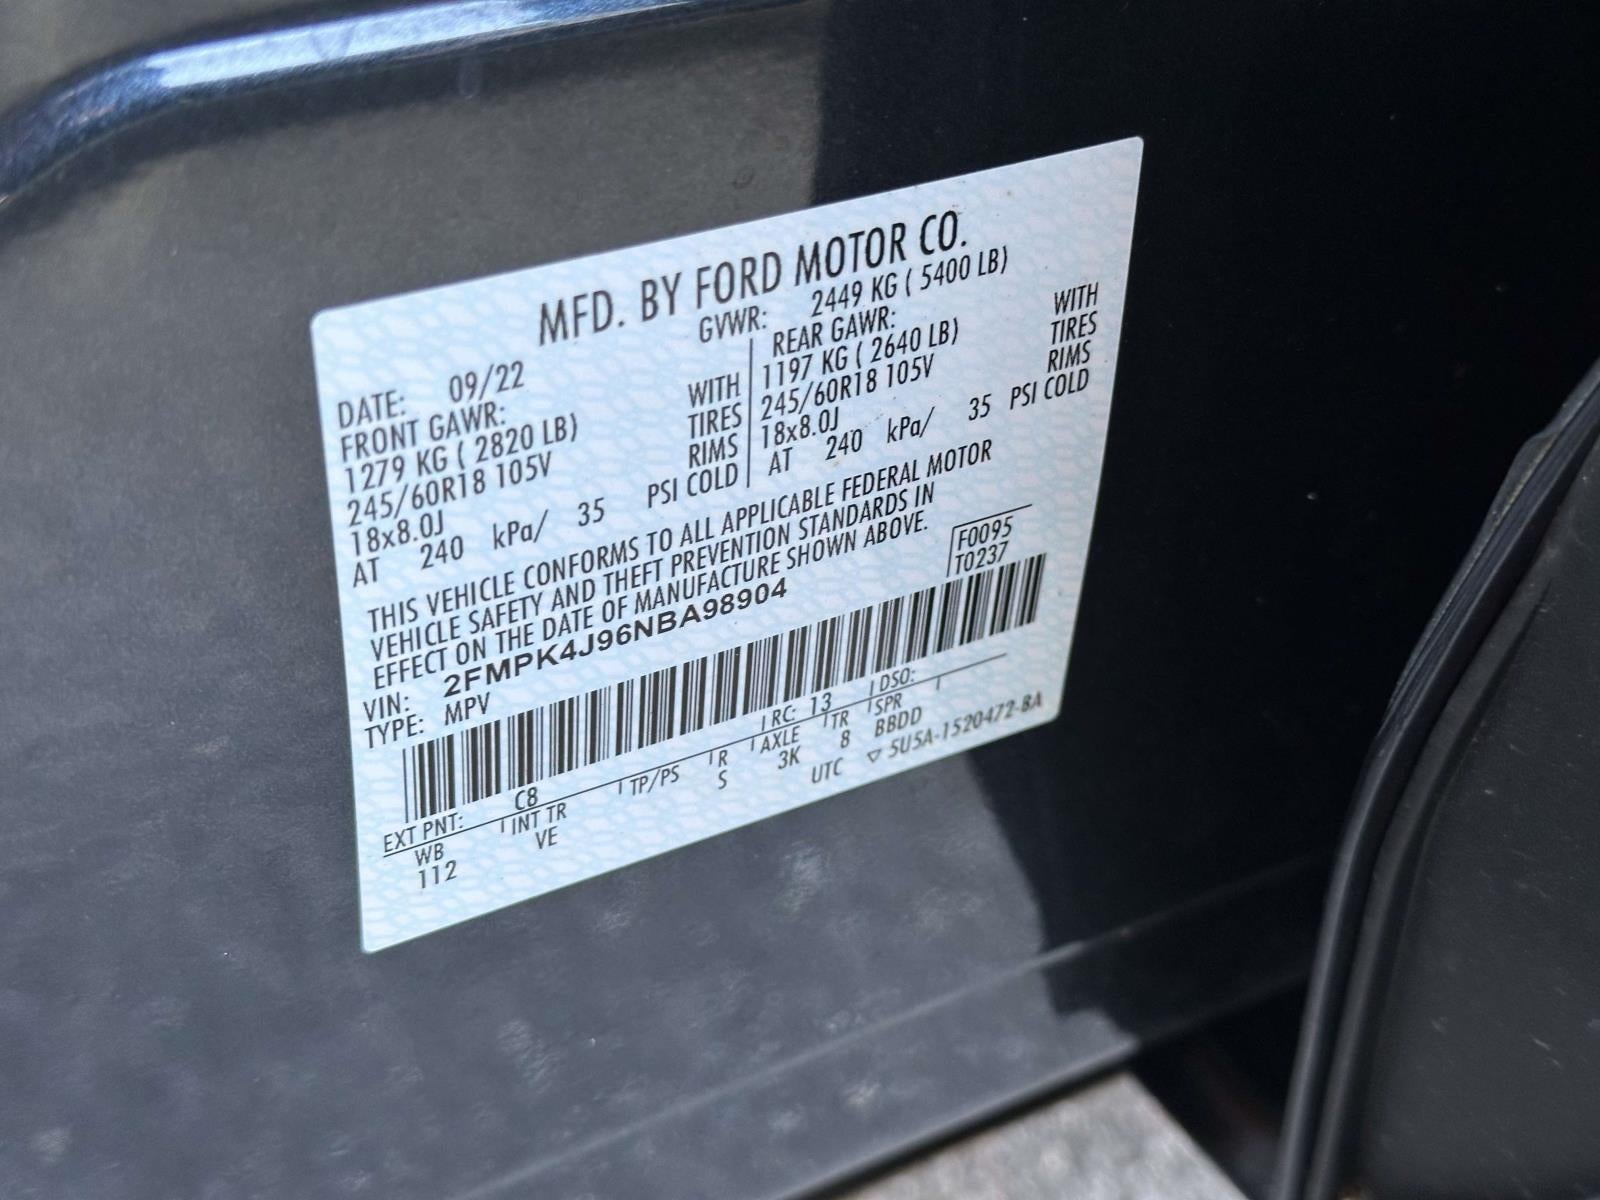 MFD. BY FORD MOTOR CO.
DATE: 09/22 GVWR: 2449 KG ( 5400 LB)
FRONT GAWR: REAR GAWR:
1279 KG ( 2820 LB) WITH 1197 KG ( 2640 LB) WITH
245/60R18 105V TIRES 245/60R18 105V TIRES
18x8.0J RIMS 18x8.0J RIMS
AT 240 kPa/ 35 PSI COLD AT 240 kPa/ 35 PSI COLD
THIS VEHICLE CONFORMS TO ALL APPLICABLE FEDERAL MOTOR
VEHICLE SAFETY AND THEFT PREVENTION STANDARDS IN
EFFECT ON THE DATE OF MANUFACTURE SHOWN ABOVE.
VIN: 2FMPK4J96NBA98904 F0095
TYPE: MPV T0237
EXT PNT: C8 RC: 13 DSO:
WB INT TR TP/PS R AXLE TR SPR
112 VE S 3K 8 BBDD
UTC ▽ 5U5A-1520472-BA